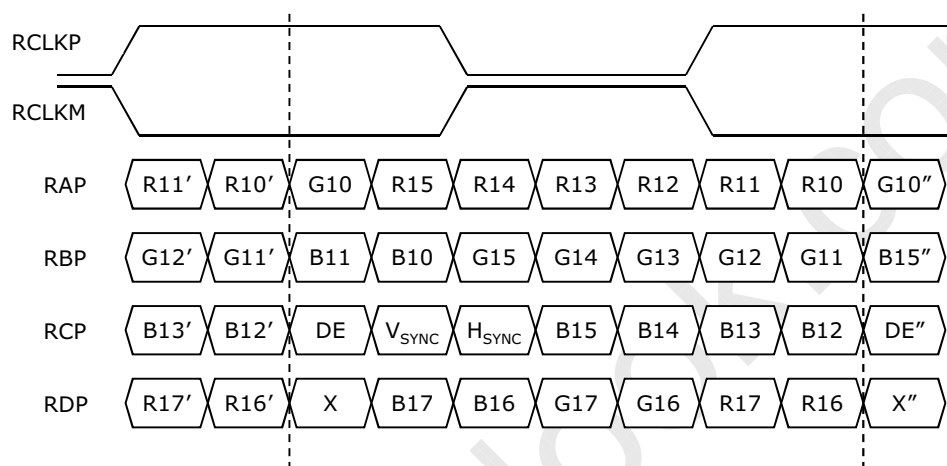 RCLKP
RCLKM
RAP R11′ R10′ G10 R15 R14 R13 R12 R11 R10 G10″
RBP G12′ G11′ B11 B10 G15 G14 G13 G12 G11 B15″
RCP B13′ B12′ DE VSYNC HSYNC B15 B14 B13 B12 DE″
RDP R17′ R16′ X B17 B16 G17 G16 R17 R16 X″